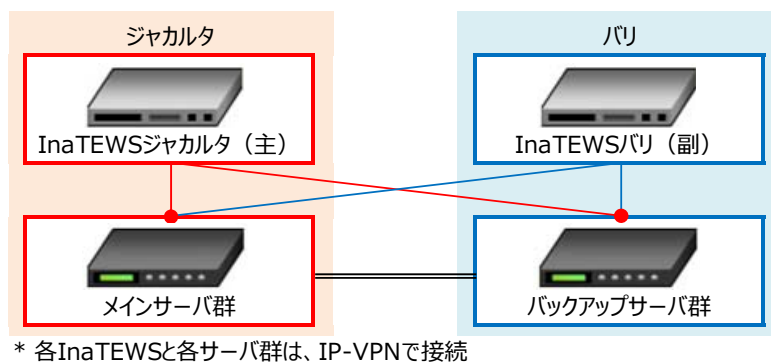 ジャカルタ
バリ
InaTEWSジャカルタ（主）
InaTEWSバリ（副）
メインサーバ群
バックアップサーバ群
* 各InaTEWSと各サーバ群は、IP-VPNで接続